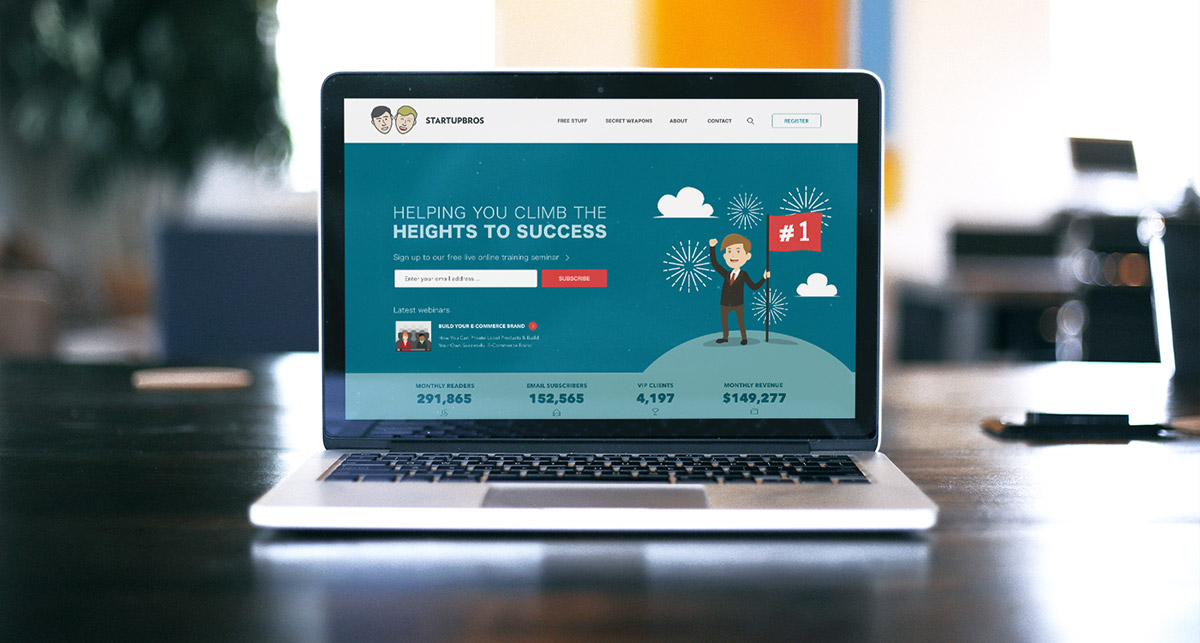 STARTUPBROS
FREE STUFF
SECRET WEAPONS
ABOUT
CONTACT
REGISTER
HELPING YOU CLIMB THE
HEIGHTS TO SUCCESS
Sign up to our free live online training seminar >
Enter your email address ...
SUBSCRIBE
#1
Latest webinars
BUILD YOUR E-COMMERCE BRAND
How You Can Private Label Products & Build
Your Own Successful E-Commerce Brand
MONTHLY READERS
291,865
EMAIL SUBSCRIBERS
152,565
VIP CLIENTS
4,197
MONTHLY REVENUE
$149,277